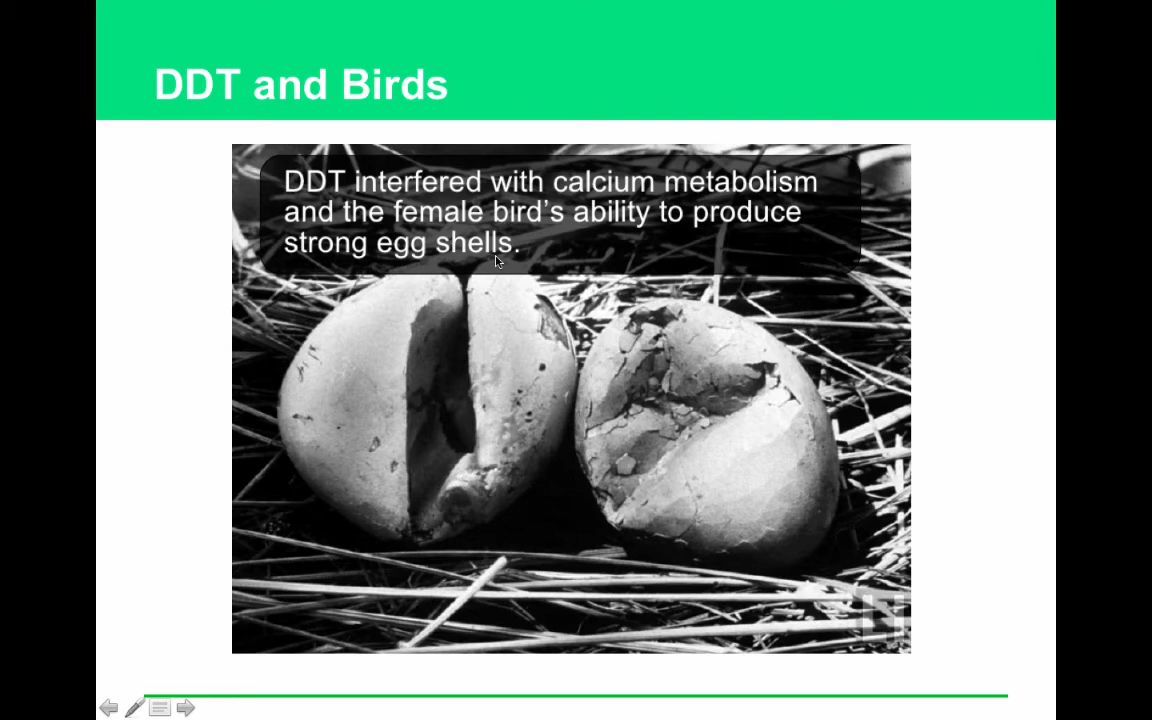 DDT and Birds
DDT interfered with calcium metabolism
and the female bird’s ability to produce
strong egg shells.